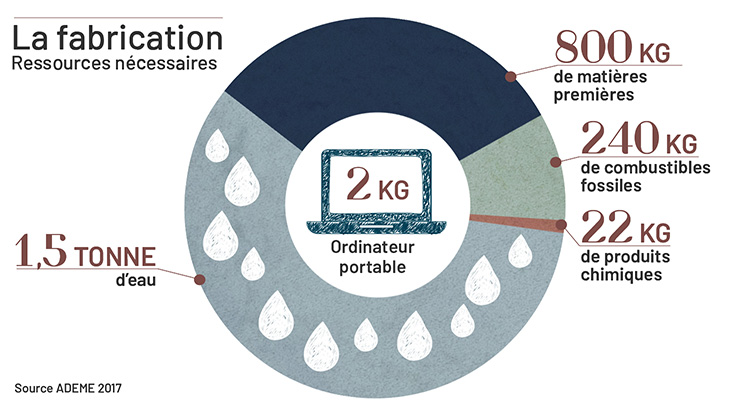 La fabrication
Ressources nécessaires
800 KG
de matières
premières
240 KG
de combustibles
fossiles
22 KG
de produits
chimiques
2 KG
Ordinateur
portable
1,5 TONNE
d'eau
Source ADEME 2017